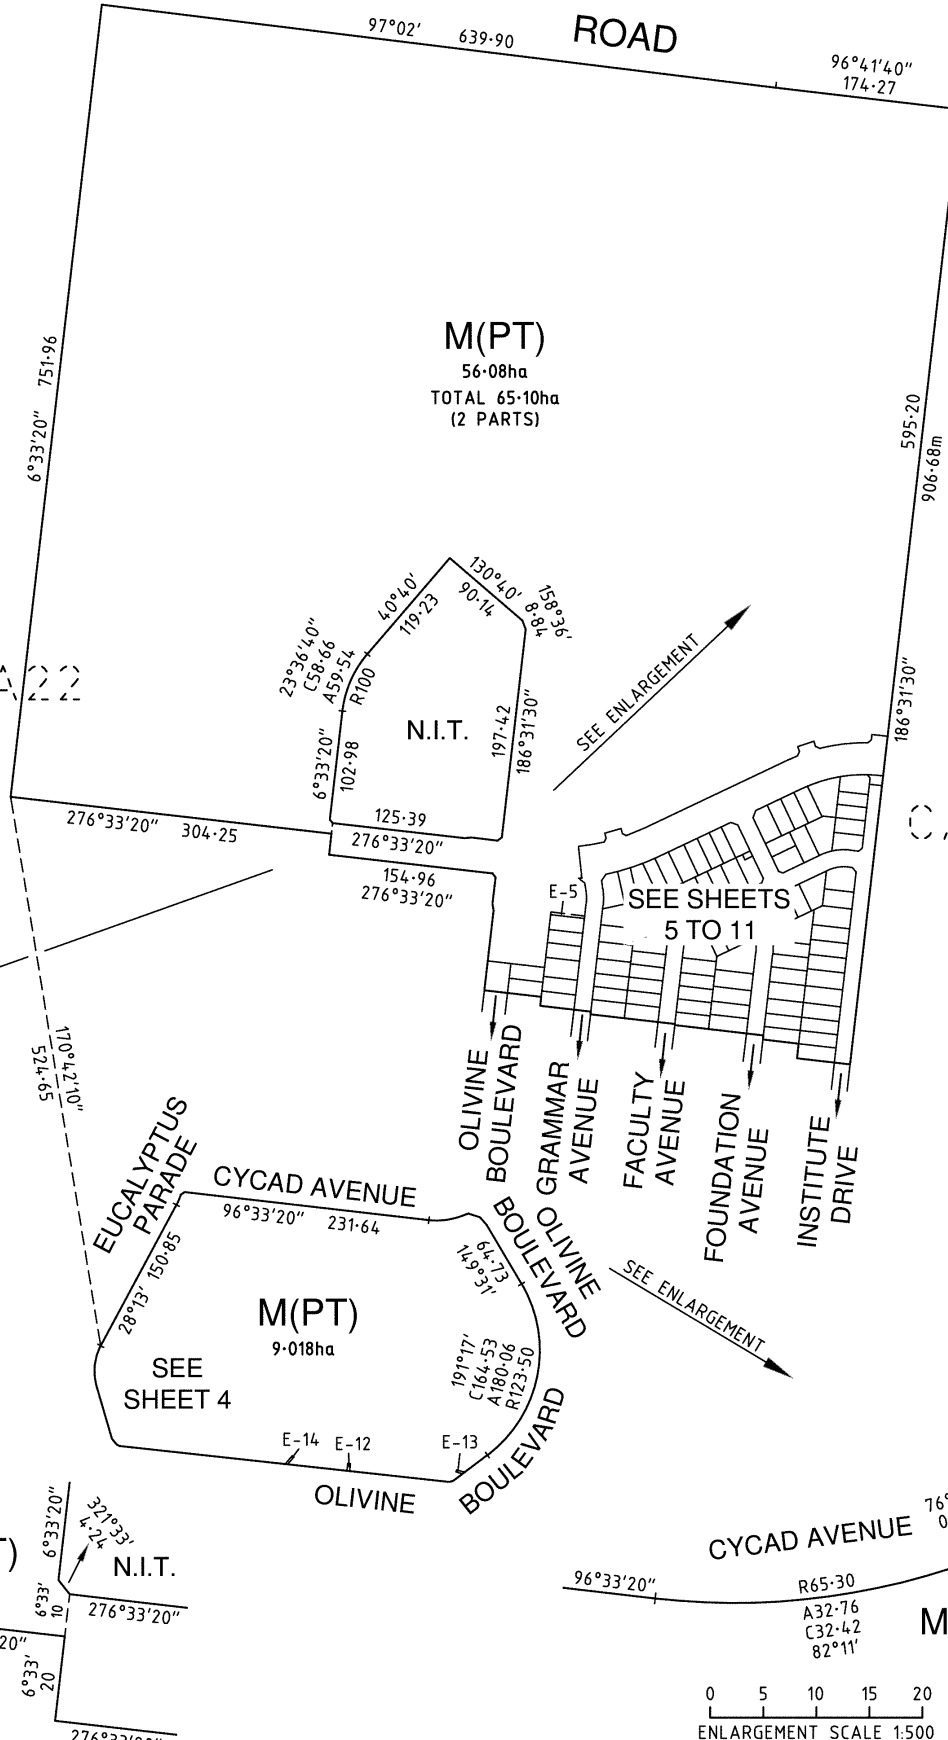 97°02' 639·90
ROAD
96°41'40"
174·27
M(PT)
56·08ha
TOTAL 65·10ha
(2 PARTS)
6°33'20" 751·96
595·20
906·68m
186°31'30"
40°40'
119·23
130°40'
90·14
158°36'
8·84
23°36'40"
C58·66
A59·54
R100
N.I.T.
197·42
186°31'30"
6°33'20"
102·98
SEE ENLARGEMENT
A22
276°33'20" 304·25
125·39
276°33'20"
154·96
276°33'20"
E-5
SEE SHEETS
5 TO 11
170°42'10"
524·65
OLIVINE
BOULEVARD
GRAMMAR
AVENUE
FACULTY
AVENUE
FOUNDATION
AVENUE
INSTITUTE
DRIVE
EUCALYPTUS
PARADE
CYCAD AVENUE
96°33'20" 231·64
OLIVINE
BOULEVARD
64·73
149°31'
28°13' 150·85
M(PT)
9·018ha
SEE
SHEET 4
191°17'
C164·53
A180·06
R123·50
SEE ENLARGEMENT
E-14
E-12
E-13
OLIVINE
BOULEVARD
6°33'20"
321°33'
4·24
N.I.T.
T)
6°33'
10
276°33'20"
20"
6°33'
20
276°33'20"
CYCAD AVENUE
76°
0
96°33'20"
R65·30
A32·76
C32·42
82°11'
M
0 5 10 15 20
ENLARGEMENT SCALE 1:500